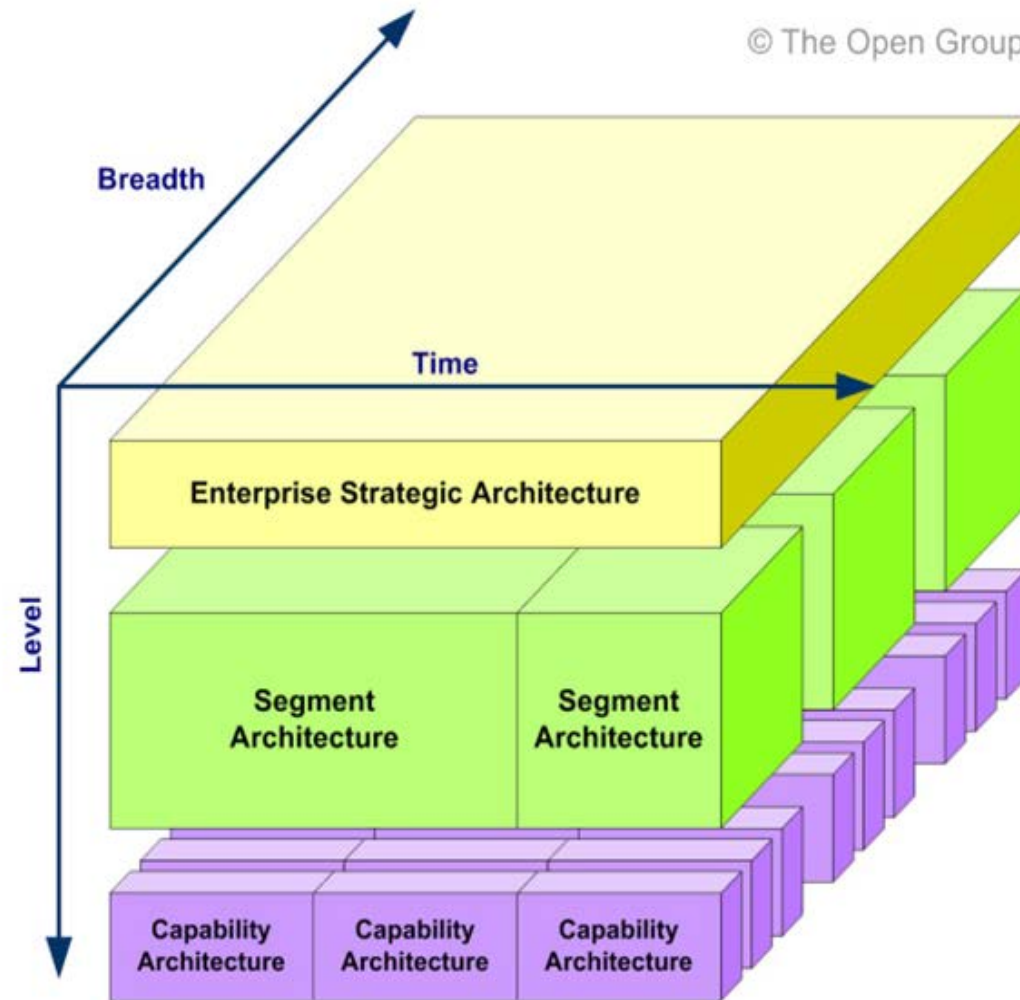 © The Open Group
Breadth
Time
Enterprise Strategic Architecture
Level
Segment
Architecture
Segment
Architecture
Capability
Architecture
Capability
Architecture
Capability
Architecture